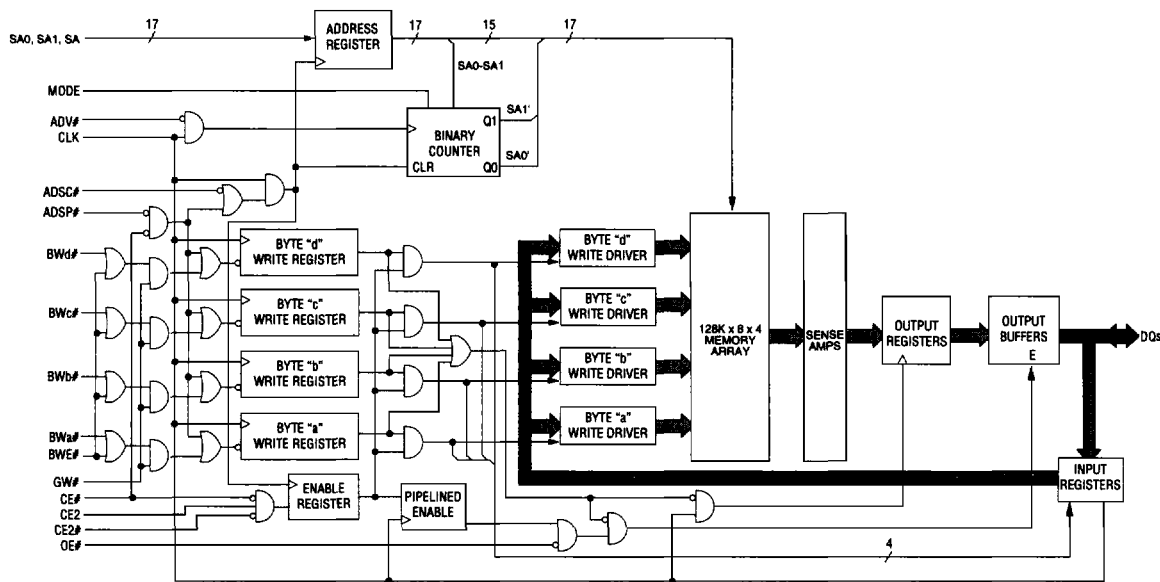 SA0, SA1, SA
17
ADDRESS
REGISTER
17
15
17
SA0-SA1
MODE
ADV#
CLK
BINARY
COUNTER
Q1
Q0
CLR
SA1'
SA0'
ADSC#
ADSP#
BWd#
BWc#
BWb#
BWa#
BWE#
GW#
CE#
CE2
CE2#
OE#
BYTE "d"
WRITE REGISTER
BYTE "c"
WRITE REGISTER
BYTE "b"
WRITE REGISTER
BYTE "a"
WRITE REGISTER
ENABLE
REGISTER
PIPELINED
ENABLE
BYTE "d"
WRITE DRIVER
BYTE "c"
WRITE DRIVER
BYTE "b"
WRITE DRIVER
BYTE "a"
WRITE DRIVER
128K x 8 x 4
MEMORY
ARRAY
SENSE
AMPS
OUTPUT
REGISTERS
OUTPUT
BUFFERS
E
DQs
INPUT
REGISTERS
4